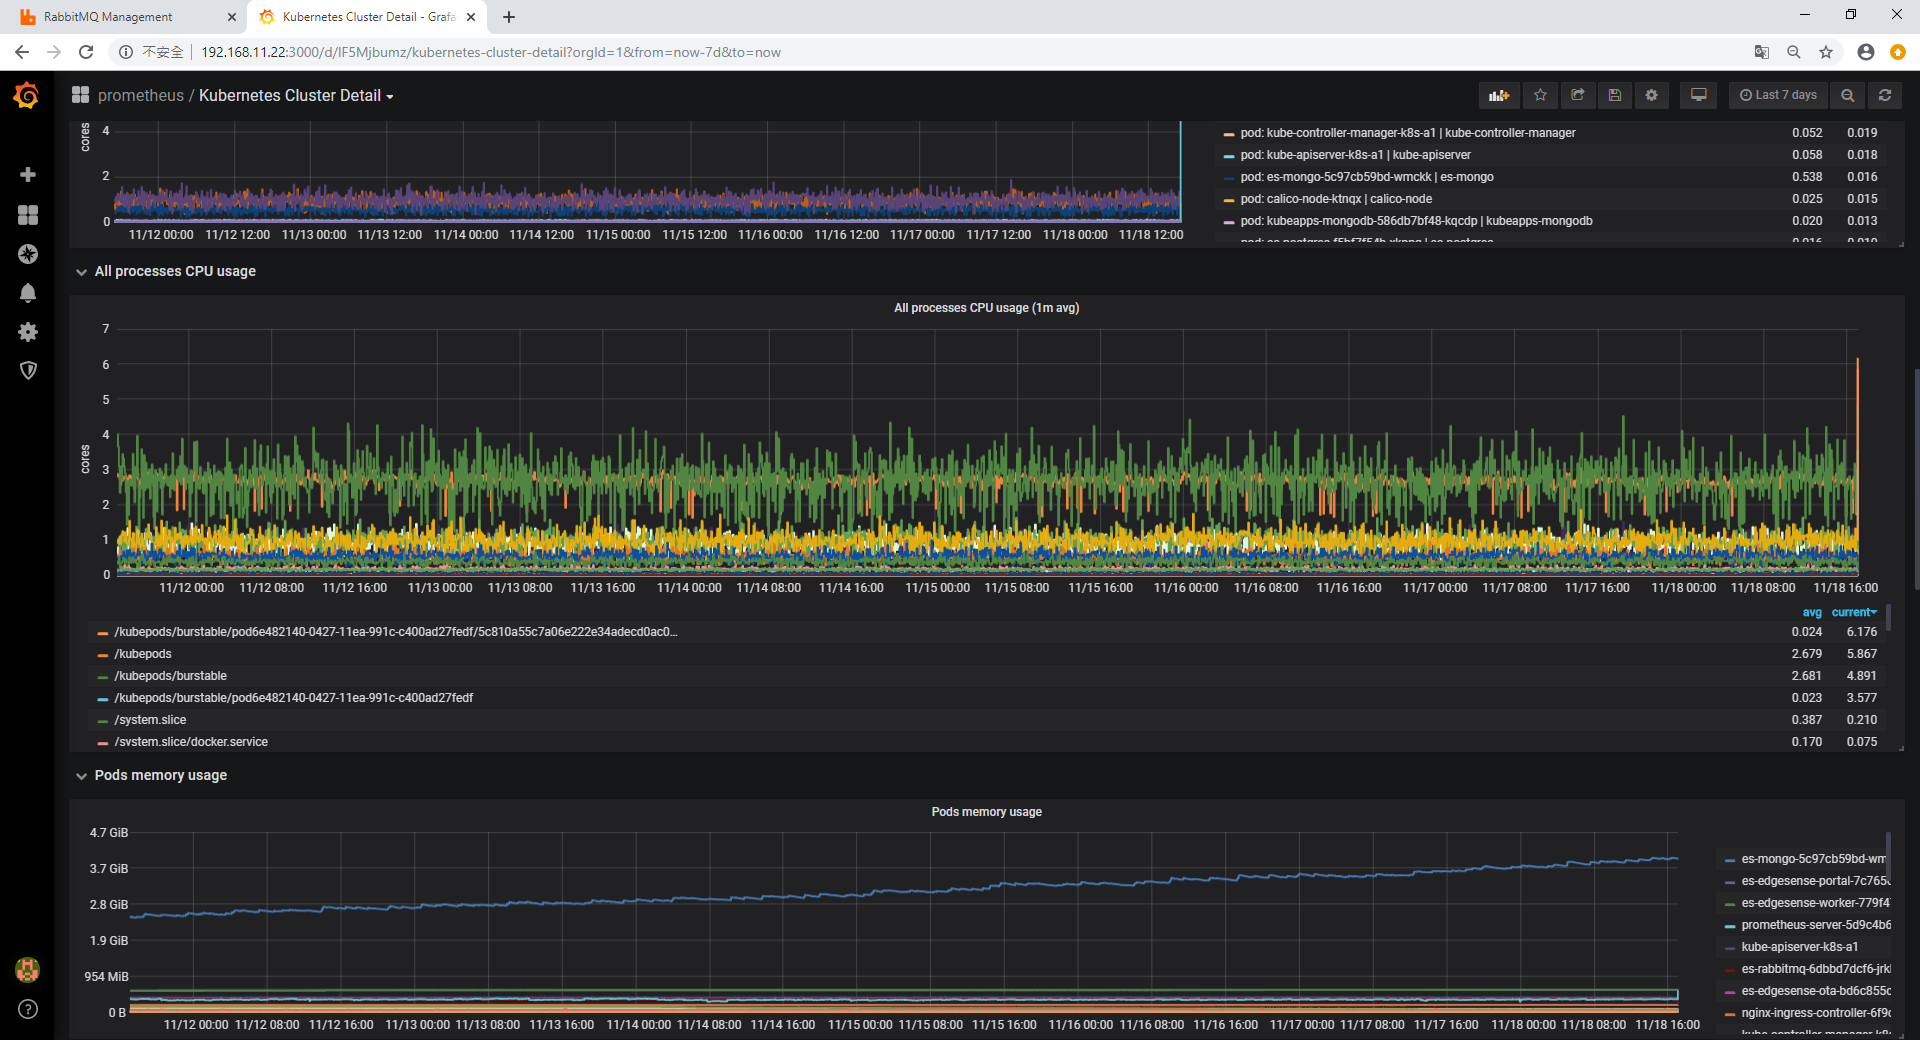 RabbitMQ Management
Kubernetes Cluster Detail - Grafa
不安全
192.168.11.22:3000/d/IF5Mjbumz/kubernetes-cluster-detail?orgId=1&from=now-7d&to=now
prometheus / Kubernetes Cluster Detail
Last 7 days
cores
4
2
0
11/12 00:00 11/12 12:00 11/13 00:00 11/13 12:00 11/14 00:00 11/14 12:00 11/15 00:00 11/15 12:00 11/16 00:00 11/16 12:00 11/17 00:00 11/17 12:00 11/18 00:00 11/18 12:00
pod: kube-controller-manager-k8s-a1 | kube-controller-manager 0.052 0.019
pod: kube-apiserver-k8s-a1 | kube-apiserver 0.058 0.018
pod: es-mongo-5c97cb59bd-wmckk | es-mongo 0.538 0.016
pod: calico-node-ktnqx | calico-node 0.025 0.015
pod: kubeapps-mongodb-586db7bf48-kqcdp | kubeapps-mongodb 0.020 0.013
All processes CPU usage
All processes CPU usage (1m avg)
cores
7
6
5
4
3
2
1
0
11/12 00:00 11/12 08:00 11/12 16:00 11/13 00:00 11/13 08:00 11/13 16:00 11/14 00:00 11/14 08:00 11/14 16:00 11/15 00:00 11/15 08:00 11/15 16:00 11/16 00:00 11/16 08:00 11/16 16:00 11/17 00:00 11/17 08:00 11/17 16:00 11/18 00:00 11/18 08:00 11/18 16:00
avg current
/kubepods/burstable/pod6e482140-0427-11ea-991c-c400ad27fedf/5c810a55c7a06e222e34adecd0ac0... 0.024 6.176
/kubepods 2.679 5.867
/kubepods/burstable 2.681 4.891
/kubepods/burstable/pod6e482140-0427-11ea-991c-c400ad27fedf 0.023 3.577
/system.slice 0.387 0.210
/system.slice/docker.service 0.170 0.075
Pods memory usage
Pods memory usage
4.7 GiB
3.7 GiB
2.8 GiB
1.9 GiB
954 MiB
0 B
11/12 00:00 11/12 08:00 11/12 16:00 11/13 00:00 11/13 08:00 11/13 16:00 11/14 00:00 11/14 08:00 11/14 16:00 11/15 00:00 11/15 08:00 11/15 16:00 11/16 00:00 11/16 08:00 11/16 16:00 11/17 00:00 11/17 08:00 11/17 16:00 11/18 00:00 11/18 08:00 11/18 16:00
es-mongo-5c97cb59bd-wm
es-edgesense-portal-7c765
es-edgesense-worker-779f4
prometheus-server-5d9c4b6
kube-apiserver-k8s-a1
es-rabbitmq-6dbbd7dcf6-jrk
es-edgesense-ota-bd6c855c
nginx-ingress-controller-6f9